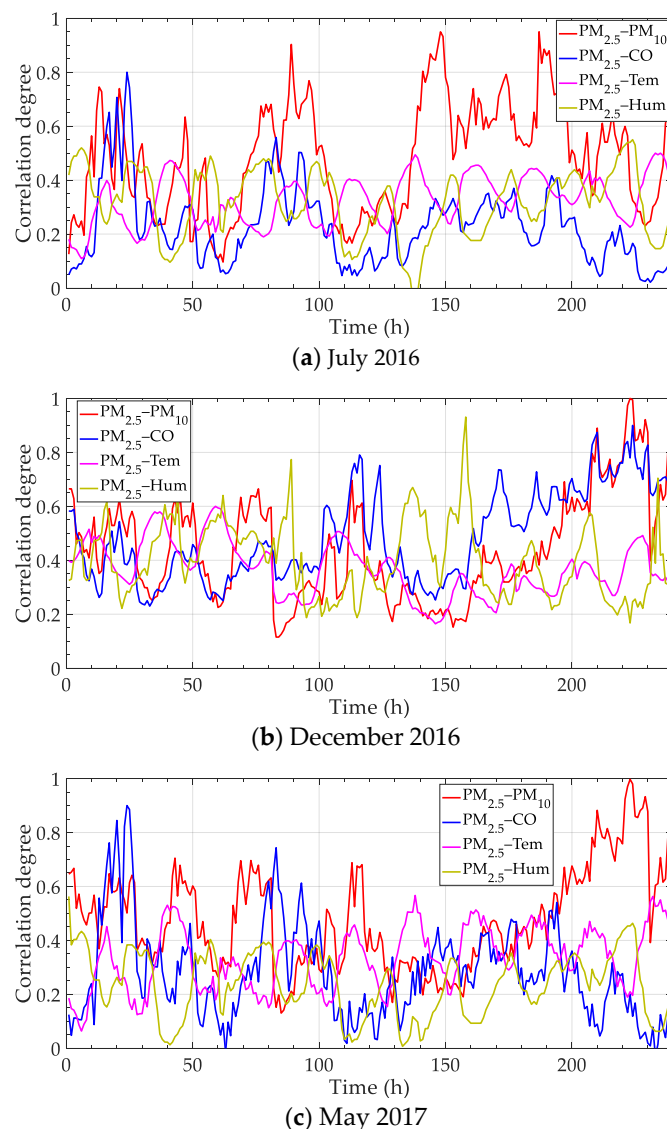 1
0.8
0.6
0.4
0.2
0
Correlation degree
PM2.5–PM10
PM2.5–CO
PM2.5–Tem
PM2.5–Hum
0 50 100 150 200
Time (h)
(a) July 2016
1
0.8
0.6
0.4
0.2
0
Correlation degree
PM2.5–PM10
PM2.5–CO
PM2.5–Tem
PM2.5–Hum
0 50 100 150 200
Time (h)
(b) December 2016
1
0.8
0.6
0.4
0.2
0
Correlation degree
PM2.5–PM10
PM2.5–CO
PM2.5–Tem
PM2.5–Hum
0 50 100 150 200
Time (h)
(c) May 2017